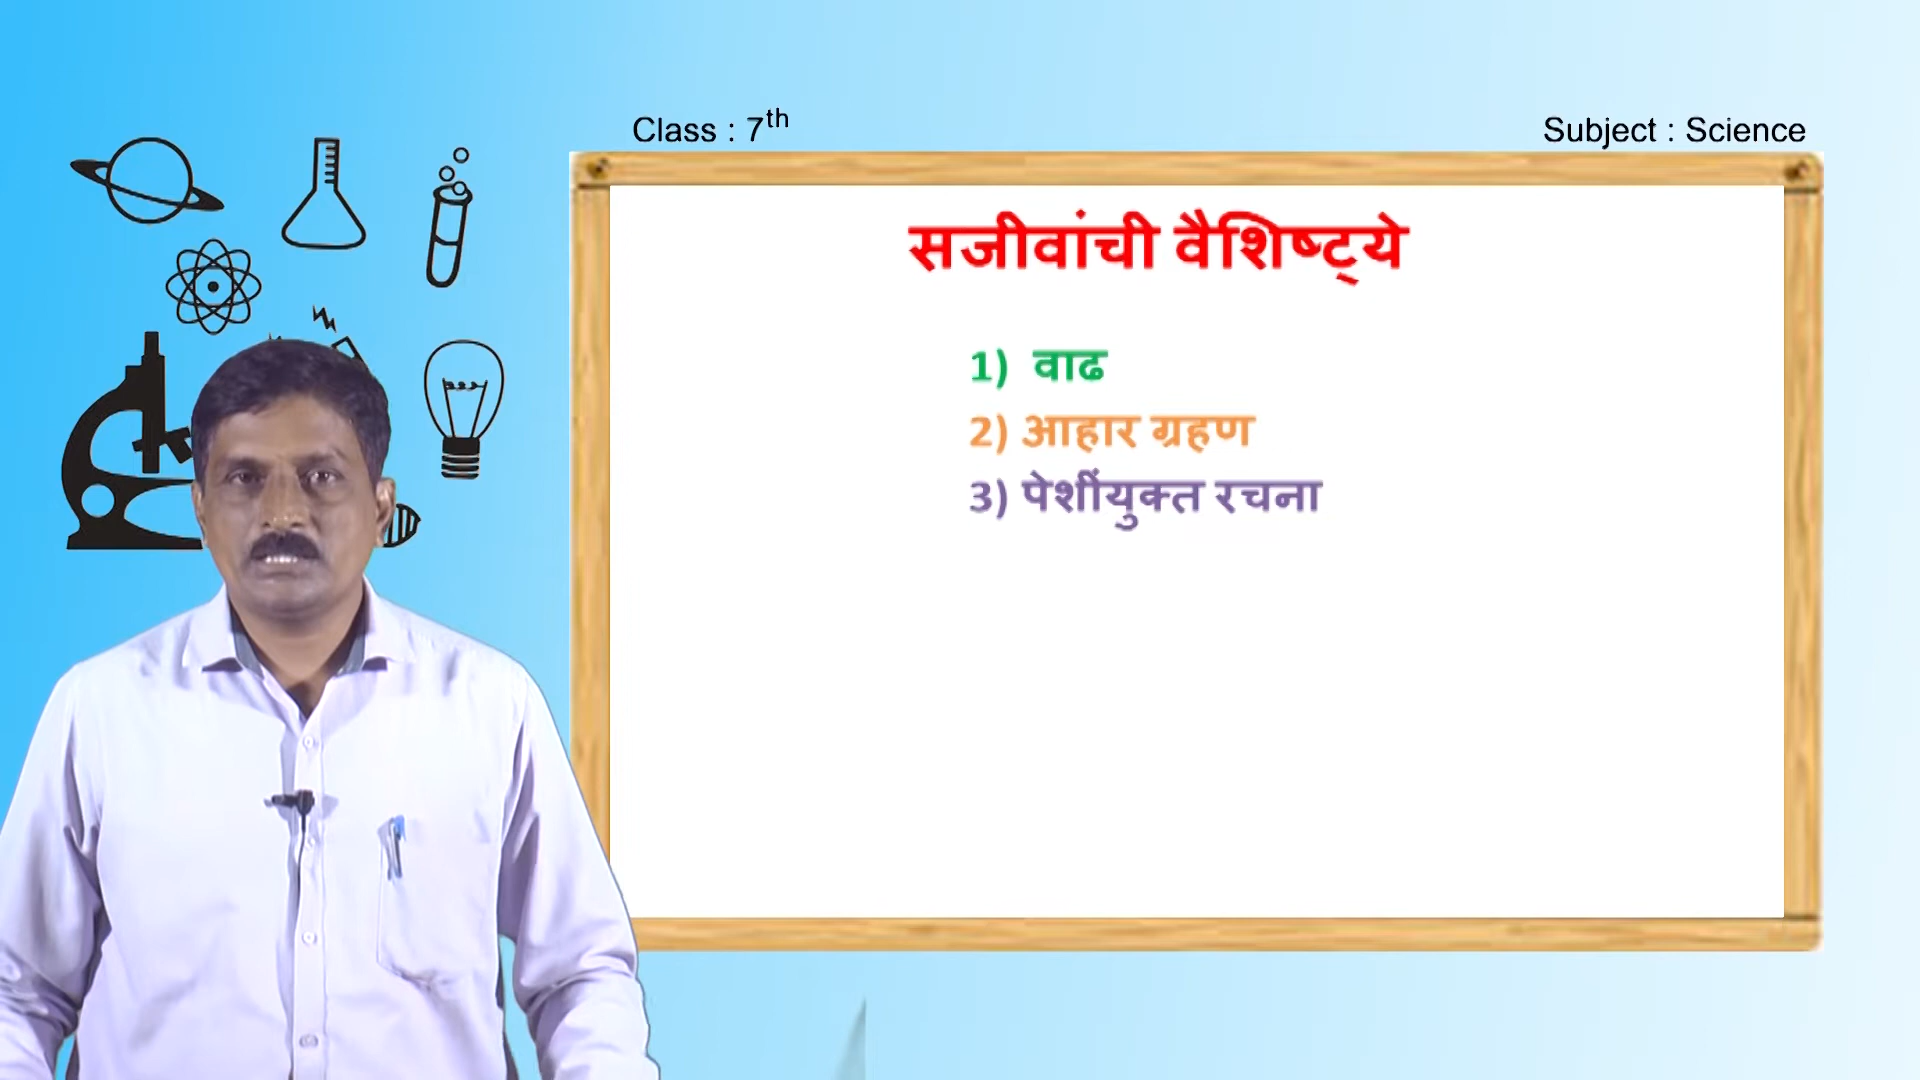 Class : 7th
Subject : Science
सजीवांची वैशिष्ट्ये
1) वाढ
2) आहार ग्रहण
3) पेशींयुक्त रचना